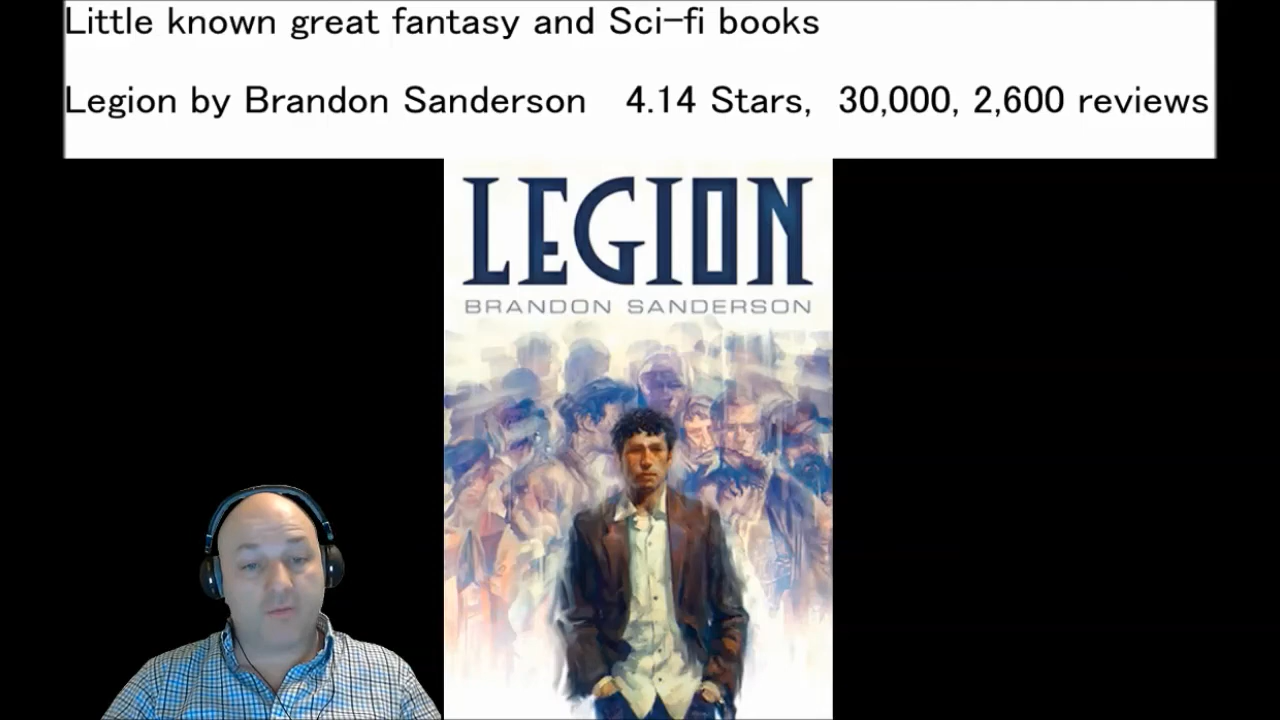 Little known great fantasy and Sci-fi books
Legion by Brandon Sanderson 4.14 Stars, 30,000, 2,600 reviews
LEGION
BRANDON SANDERSON